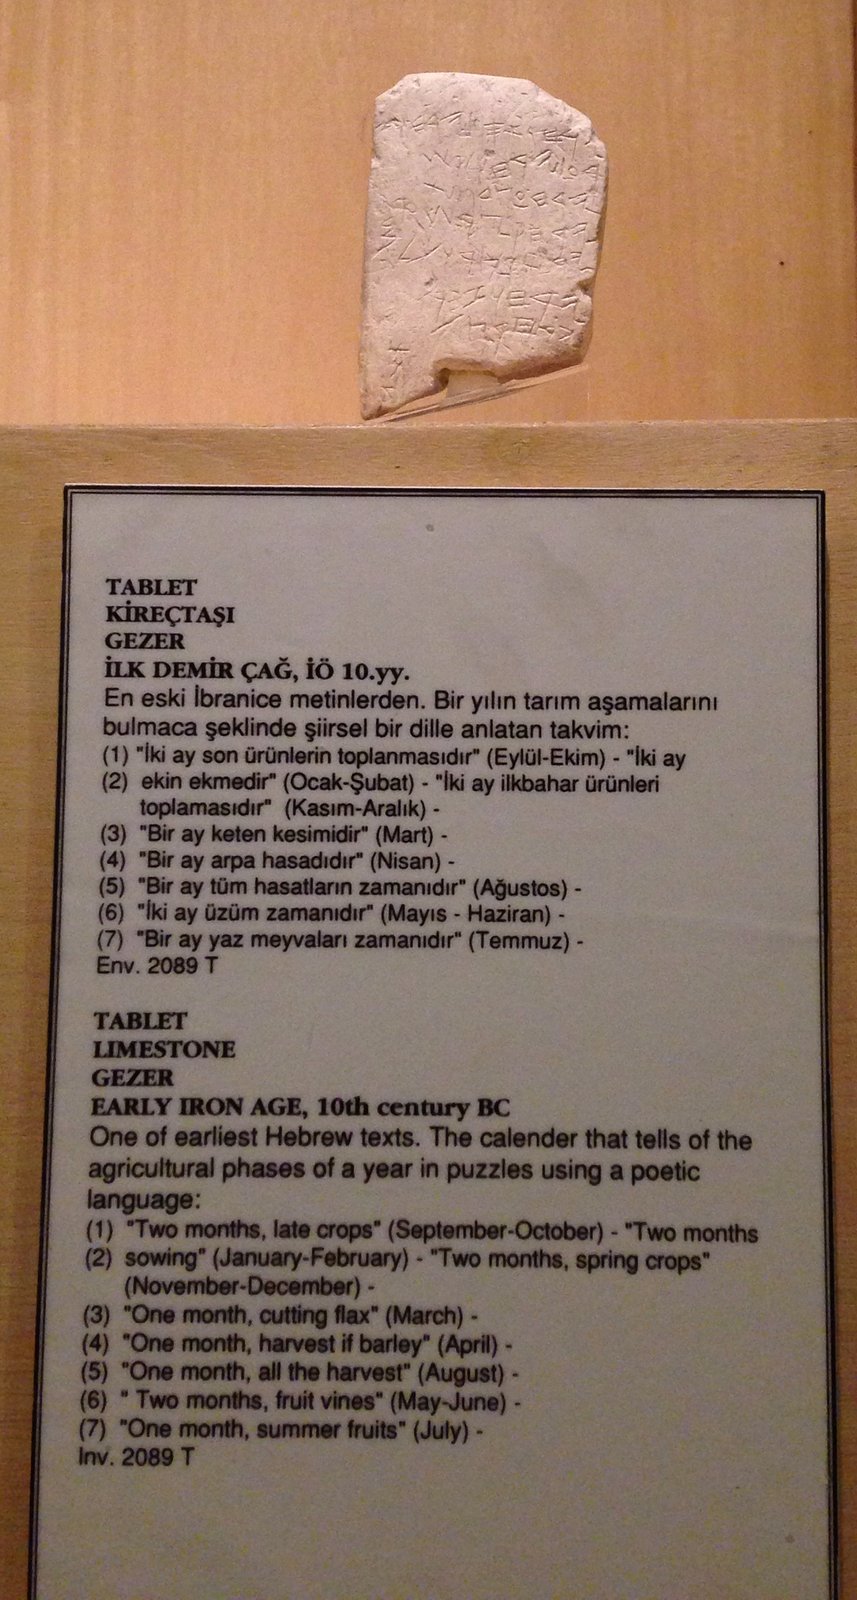 TABLET
KİREÇTAŞI
GEZER
İLK DEMİR ÇAĞ, İÖ 10.yy.
En eski İbranice metinlerden. Bir yılın tarım aşamalarını
bulmaca şeklinde şiirsel bir dille anlatan takvim:
(1) "İki ay son ürünlerin toplanmasıdır" (Eylül-Ekim) - "İki ay
(2) ekin ekmedir" (Ocak-Şubat) - "İki ay ilkbahar ürünleri
toplamasıdır" (Kasım-Aralık) -
(3) "Bir ay keten kesimidir" (Mart) -
(4) "Bir ay arpa hasadıdır" (Nisan) -
(5) "Bir ay tüm hasatların zamanıdır" (Ağustos) -
(6) "İki ay üzüm zamanıdır" (Mayıs - Haziran) -
(7) "Bir ay yaz meyvaları zamanıdır" (Temmuz) -
Env. 2089 T
TABLET
LIMESTONE
GEZER
EARLY IRON AGE, 10th century BC
One of earliest Hebrew texts. The calender that tells of the
agricultural phases of a year in puzzles using a poetic
language:
(1) "Two months, late crops" (September-October) - "Two months
(2) sowing" (January-February) - "Two months, spring crops"
(November-December) -
(3) "One month, cutting flax" (March) -
(4) "One month, harvest if barley" (April) -
(5) "One month, all the harvest" (August) -
(6) " Two months, fruit vines" (May-June) -
(7) "One month, summer fruits" (July) -
Inv. 2089 T